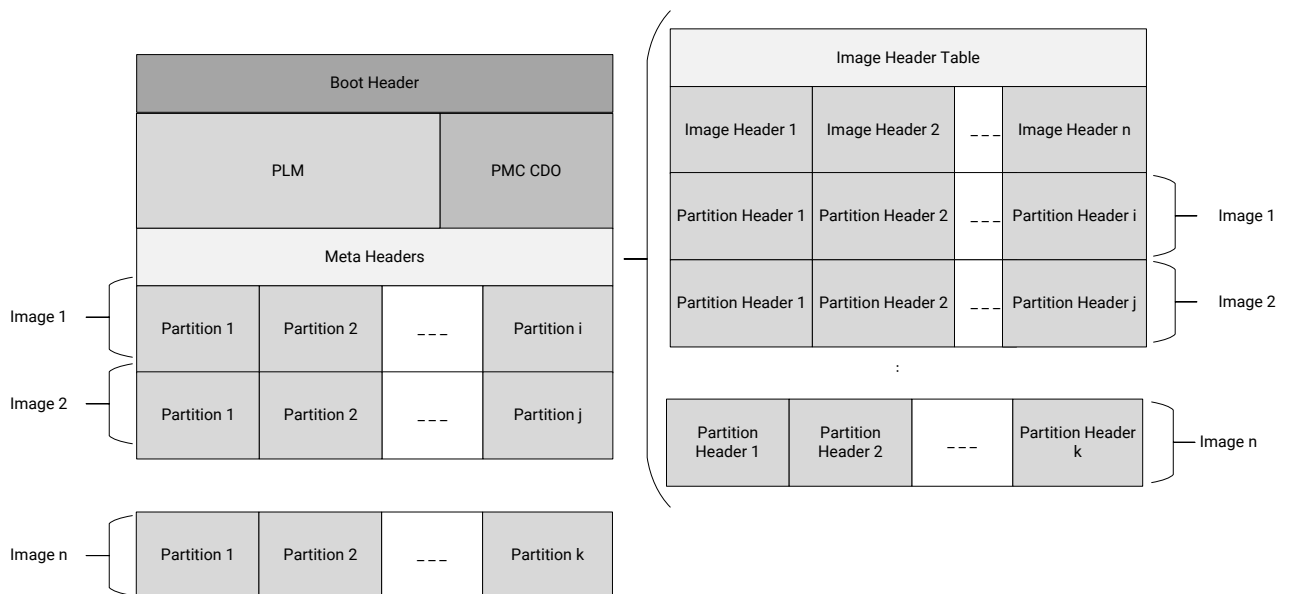 Boot Header
PLM
PMC CDO
Meta Headers
Image 1
Partition 1
Partition 2
_ _ _
Partition i
Image 2
Partition 1
Partition 2
_ _ _
Partition j
Image n
Partition 1
Partition 2
_ _ _
Partition k
Image Header Table
Image Header 1
Image Header 2
_ _ _
Image Header n
Partition Header 1
Partition Header 2
_ _ _
Partition Header i
Image 1
Partition Header 1
Partition Header 2
_ _ _
Partition Header j
Image 2
:
Partition
Header 1
Partition
Header 2
_ _ _
Partition Header
k
Image n